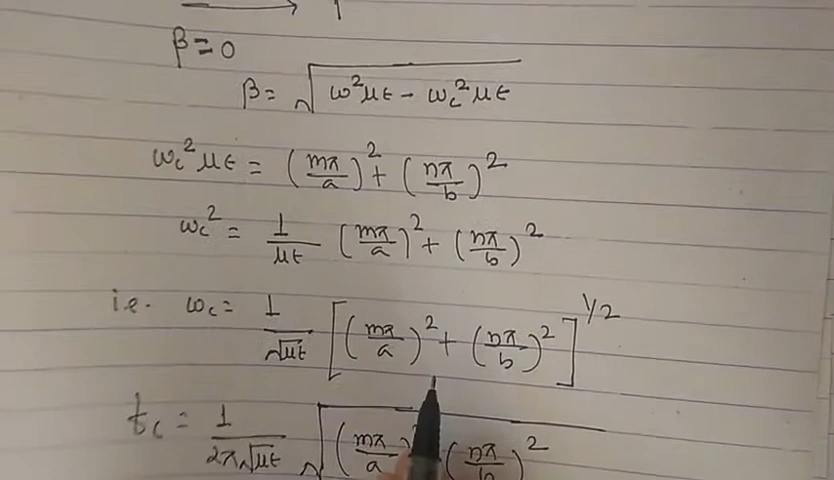 β = 0
β = √(ω²με − ωc²με)
ωc²με = (mπ/a)² + (nπ/b)²
ωc² = 1/με (mπ/a)² + (nπ/b)²
i.e. ωc = 1/√με [(mπ/a)² + (nπ/b)²]^1/2
fc = 1/2π√με √(mπ/a)² (nπ/b)²